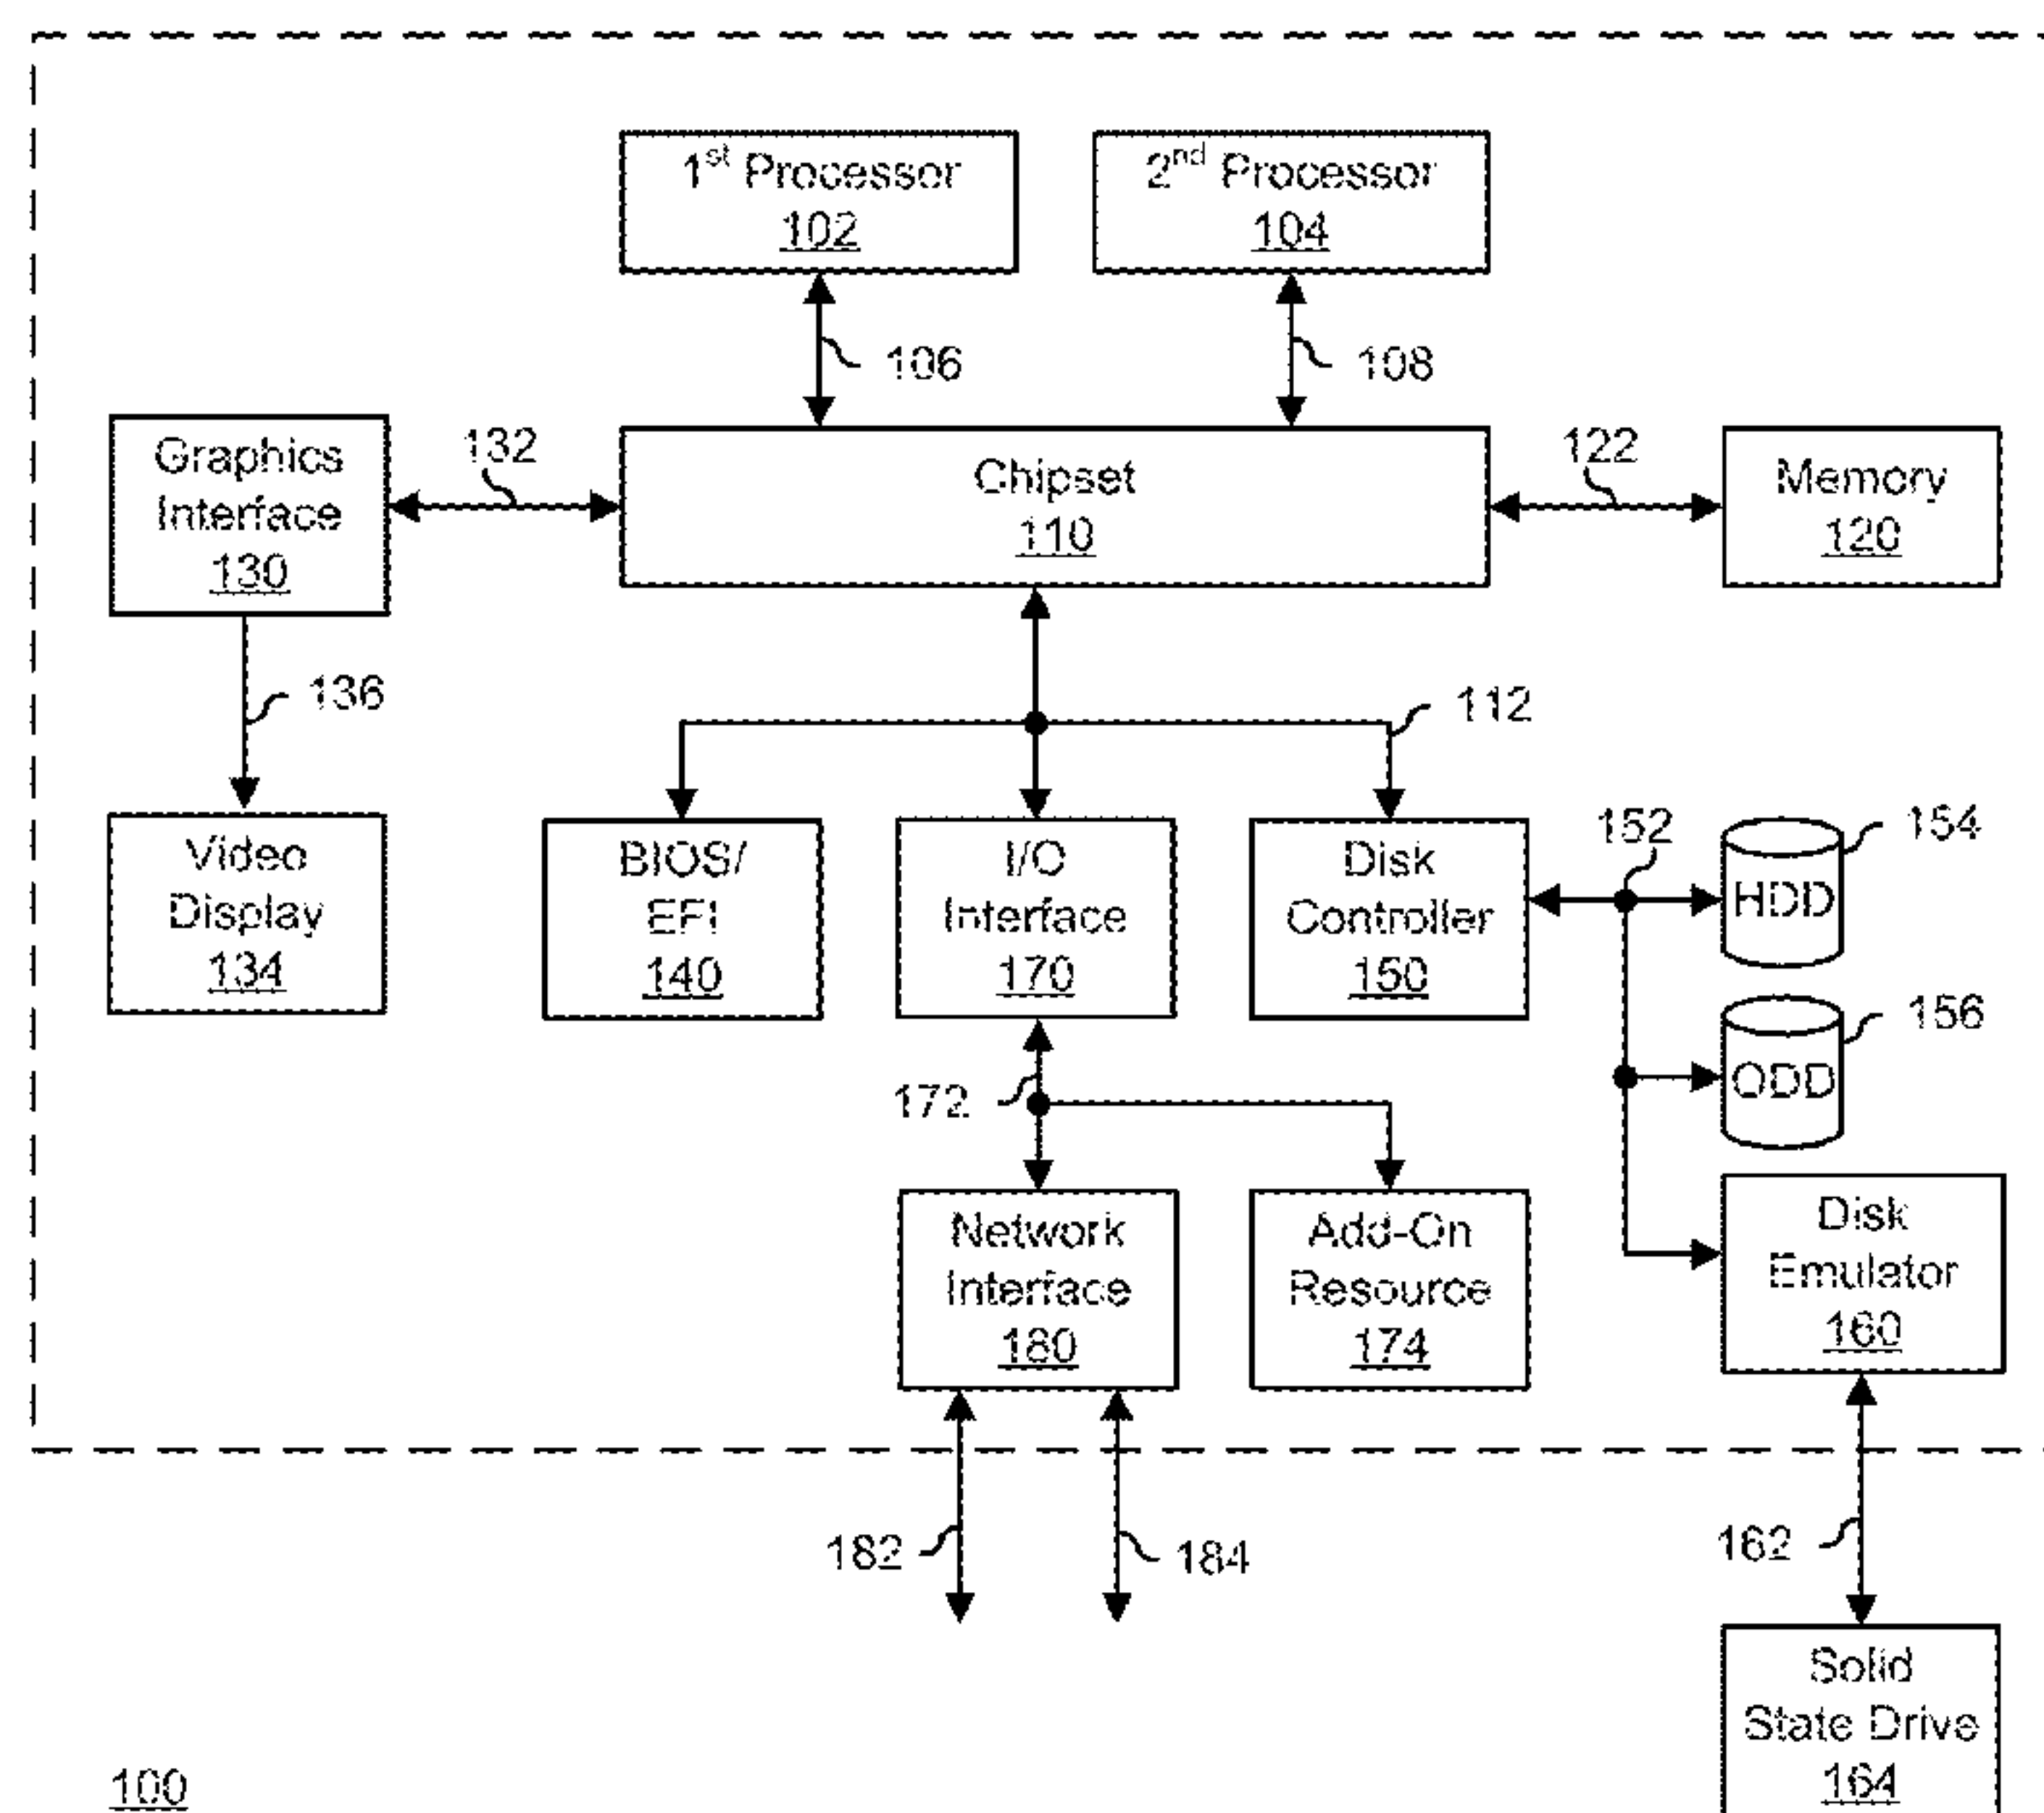 1st Processor
102
2nd Processor
104
106
108
Graphics
Interface
130
132
Chipset
110
122
Memory
120
136
112
Video
Display
134
BIOS/
EFI
140
I/O
Interface
170
Disk
Controller
150
152
HDD
154
ODD
156
172
Network
Interface
180
Add-On
Resource
174
Disk
Emulator
160
182
184
162
Solid
State Drive
164
100